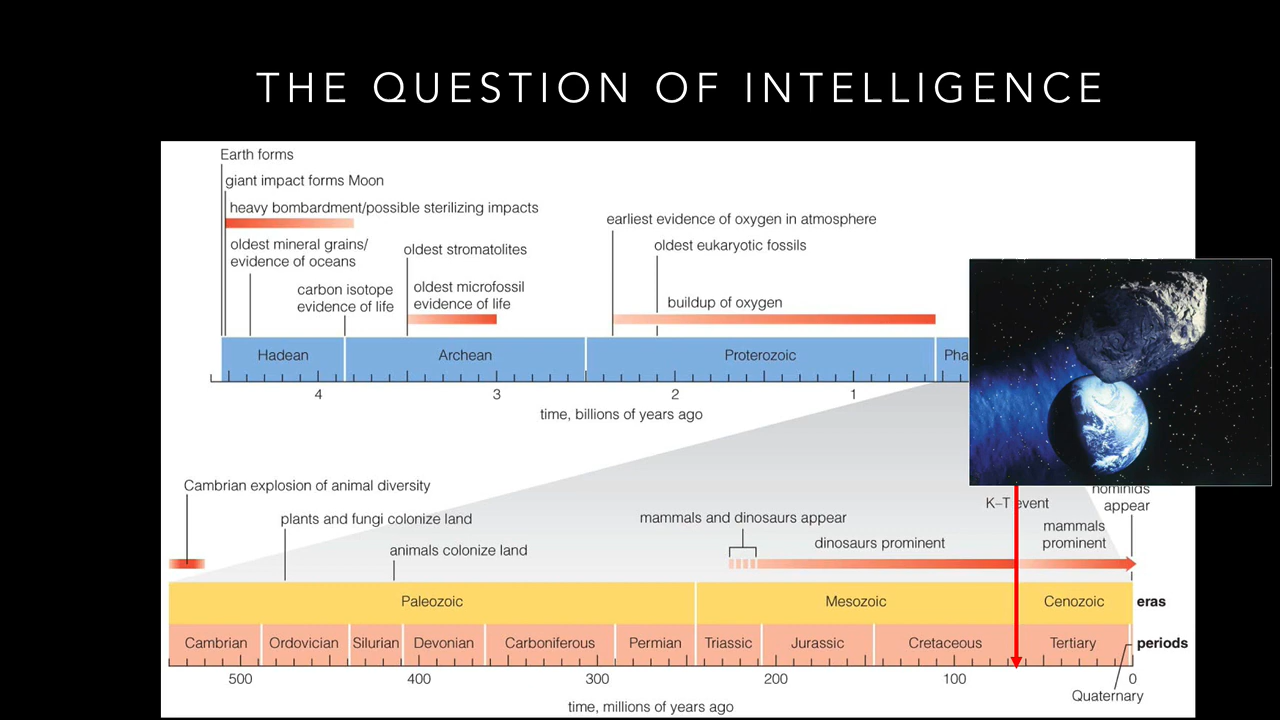 THE QUESTION OF INTELLIGENCE
Earth forms
giant impact forms Moon
heavy bombardment/possible sterilizing impacts
earliest evidence of oxygen in atmosphere
oldest mineral grains/
evidence of oceans
oldest stromatolites
oldest eukaryotic fossils
carbon isotope
evidence of life
oldest microfossil
evidence of life
buildup of oxygen
Hadean
Archean
Proterozoic
Pha
4
3
2
1
time, billions of years ago
Cambrian explosion of animal diversity
plants and fungi colonize land
animals colonize land
mammals and dinosaurs appear
dinosaurs prominent
K–T event
hominids
appear
mammals
prominent
Paleozoic
Mesozoic
Cenozoic
eras
Cambrian
Ordovician
Silurian
Devonian
Carboniferous
Permian
Triassic
Jurassic
Cretaceous
Tertiary
periods
500
400
300
200
100
0
Quaternary
time, millions of years ago